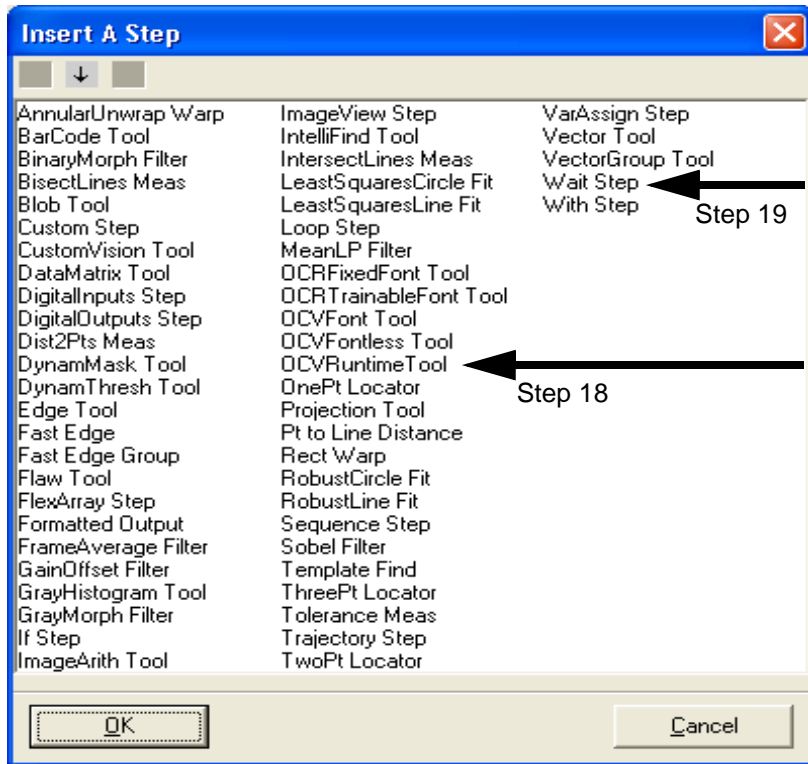 Insert A Step
AnnularUnwrap Warp
BarCode Tool
BinaryMorph Filter
BisectLines Meas
Blob Tool
Custom Step
CustomVision Tool
DataMatrix Tool
DigitalInputs Step
DigitalOutputs Step
Dist2Pts Meas
DynamMask Tool
DynamThresh Tool
Edge Tool
Fast Edge
Fast Edge Group
Flaw Tool
FlexArray Step
Formatted Output
FrameAverage Filter
GainOffset Filter
GrayHistogram Tool
GrayMorph Filter
If Step
ImageArith Tool
ImageView Step
IntelliFind Tool
IntersectLines Meas
LeastSquaresCircle Fit
LeastSquaresLine Fit
Loop Step
MeanLP Filter
OCRFixedFont Tool
OCRTrainableFont Tool
OCVFont Tool
OCVFontless Tool
OCVRuntimeTool
OnePt Locator
Projection Tool
Pt to Line Distance
Rect Warp
RobustCircle Fit
RobustLine Fit
Sequence Step
Sobel Filter
Template Find
ThreePt Locator
Tolerance Meas
Trajectory Step
TwoPt Locator
VarAssign Step
Vector Tool
VectorGroup Tool
Wait Step
With Step
Step 19
Step 18
OK
Cancel